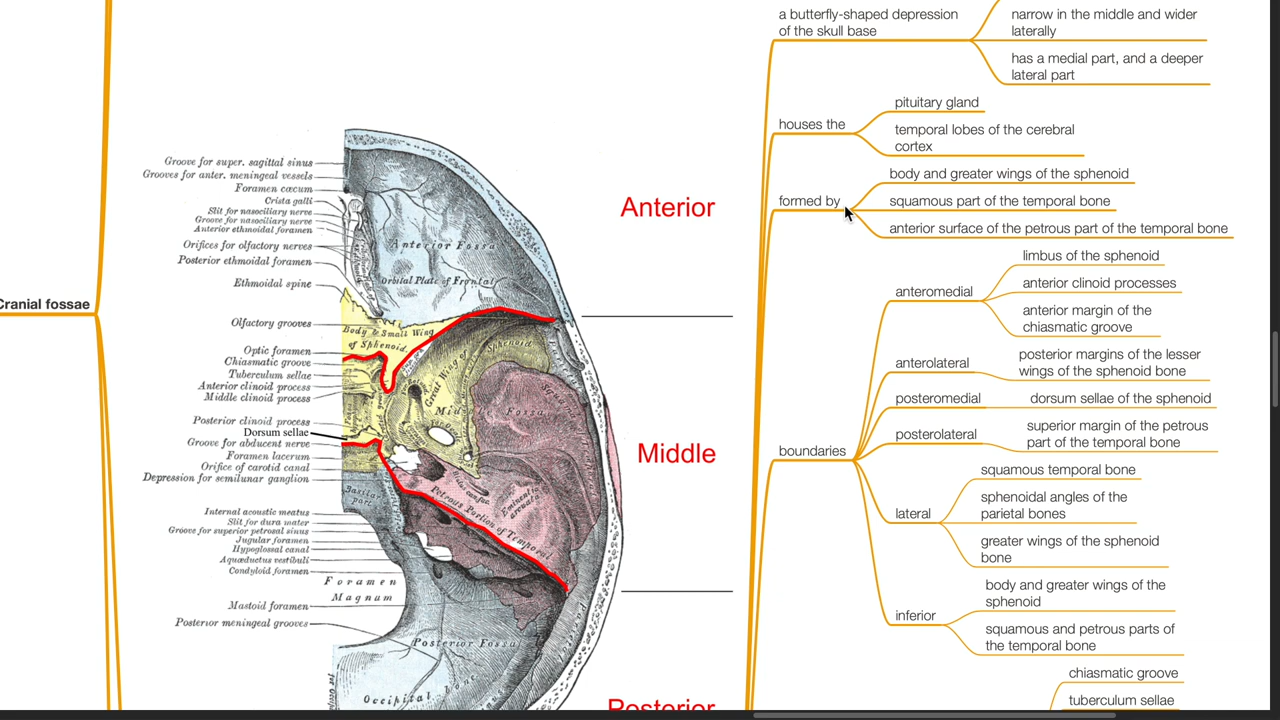 Cranial fossae
Groove for super. sagittal sinus
Grooves for anter. meningeal vessels
Foramen cæcum
Crista galli
Slit for nasociliary nerve
Groove for nasociliary nerve
Anterior ethmoidal foramen
Orifices for olfactory nerves
Posterior ethmoidal foramen
Ethmoidal spine
Olfactory grooves
Optic foramen
Chiasmatic groove
Tuberculum sellae
Anterior clinoid process
Middle clinoid process
Posterior clinoid process
Dorsum sellae
Groove for abducent nerve
Foramen lacerum
Orifice of carotid canal
Depression for semilunar ganglion
Internal acoustic meatus
Slit for dura mater
Groove for superior petrosal sinus
Jugular foramen
Hypoglossal canal
Aquæductus vestibuli
Condyloid foramen
Mastoid foramen
Posterior meningeal grooves
Anterior Fossa
Orbital Plate of Frontal
Body & Small Wing
of Sphenoid
Great Wing of Sphenoid
Middle Fossa
Petrous Portion of Temporal
Eminentia
arcuata
Basilar
part
Foramen
Magnum
Posterior Fossa
Occipital bone
Anterior
Middle
Posterior
a butterfly-shaped depression
of the skull base
narrow in the middle and wider
laterally
has a medial part, and a deeper
lateral part
houses the
pituitary gland
temporal lobes of the cerebral
cortex
formed by
body and greater wings of the sphenoid
squamous part of the temporal bone
anterior surface of the petrous part of the temporal bone
boundaries
anteromedial
limbus of the sphenoid
anterior clinoid processes
anterior margin of the
chiasmatic groove
anterolateral
posterior margins of the lesser
wings of the sphenoid bone
posteromedial
dorsum sellae of the sphenoid
posterolateral
superior margin of the petrous
part of the temporal bone
lateral
squamous temporal bone
sphenoidal angles of the
parietal bones
greater wings of the sphenoid
bone
inferior
body and greater wings of the
sphenoid
squamous and petrous parts of
the temporal bone
chiasmatic groove
tuberculum sellae